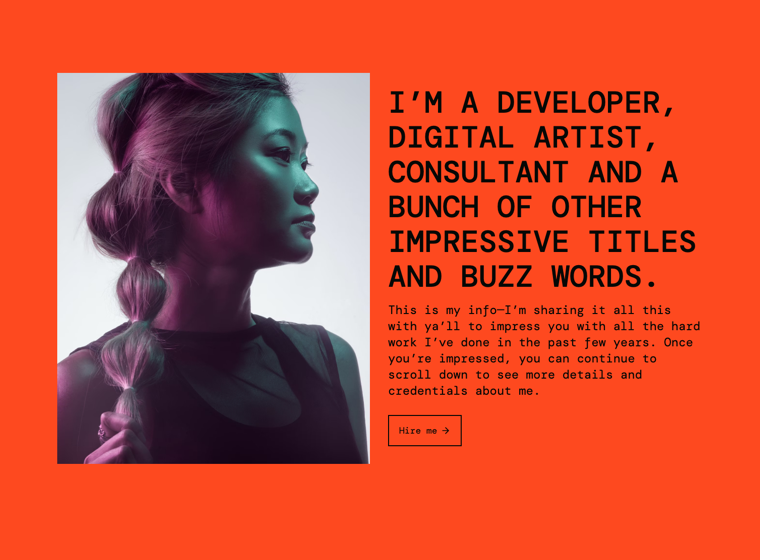 I’M A DEVELOPER,
DIGITAL ARTIST,
CONSULTANT AND A
BUNCH OF OTHER
IMPRESSIVE TITLES
AND BUZZ WORDS.
This is my info—I’m sharing it all this
with ya’ll to impress you with all the hard
work I’ve done in the past few years. Once
you’re impressed, you can continue to
scroll down to see more details and
credentials about me.
Hire me →